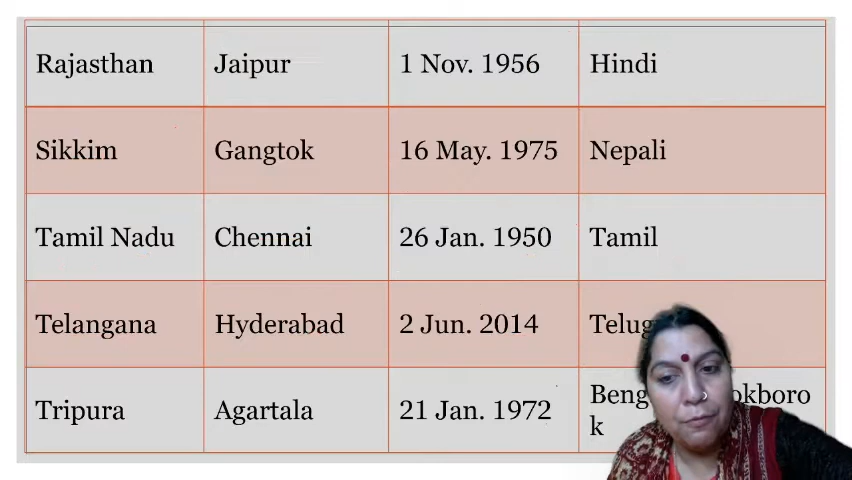 Rajasthan Jaipur 1 Nov. 1956 Hindi
Sikkim Gangtok 16 May. 1975 Nepali
Tamil Nadu Chennai 26 Jan. 1950 Tamil
Telangana Hyderabad 2 Jun. 2014
Tripura Agartala 21 Jan. 1972
k